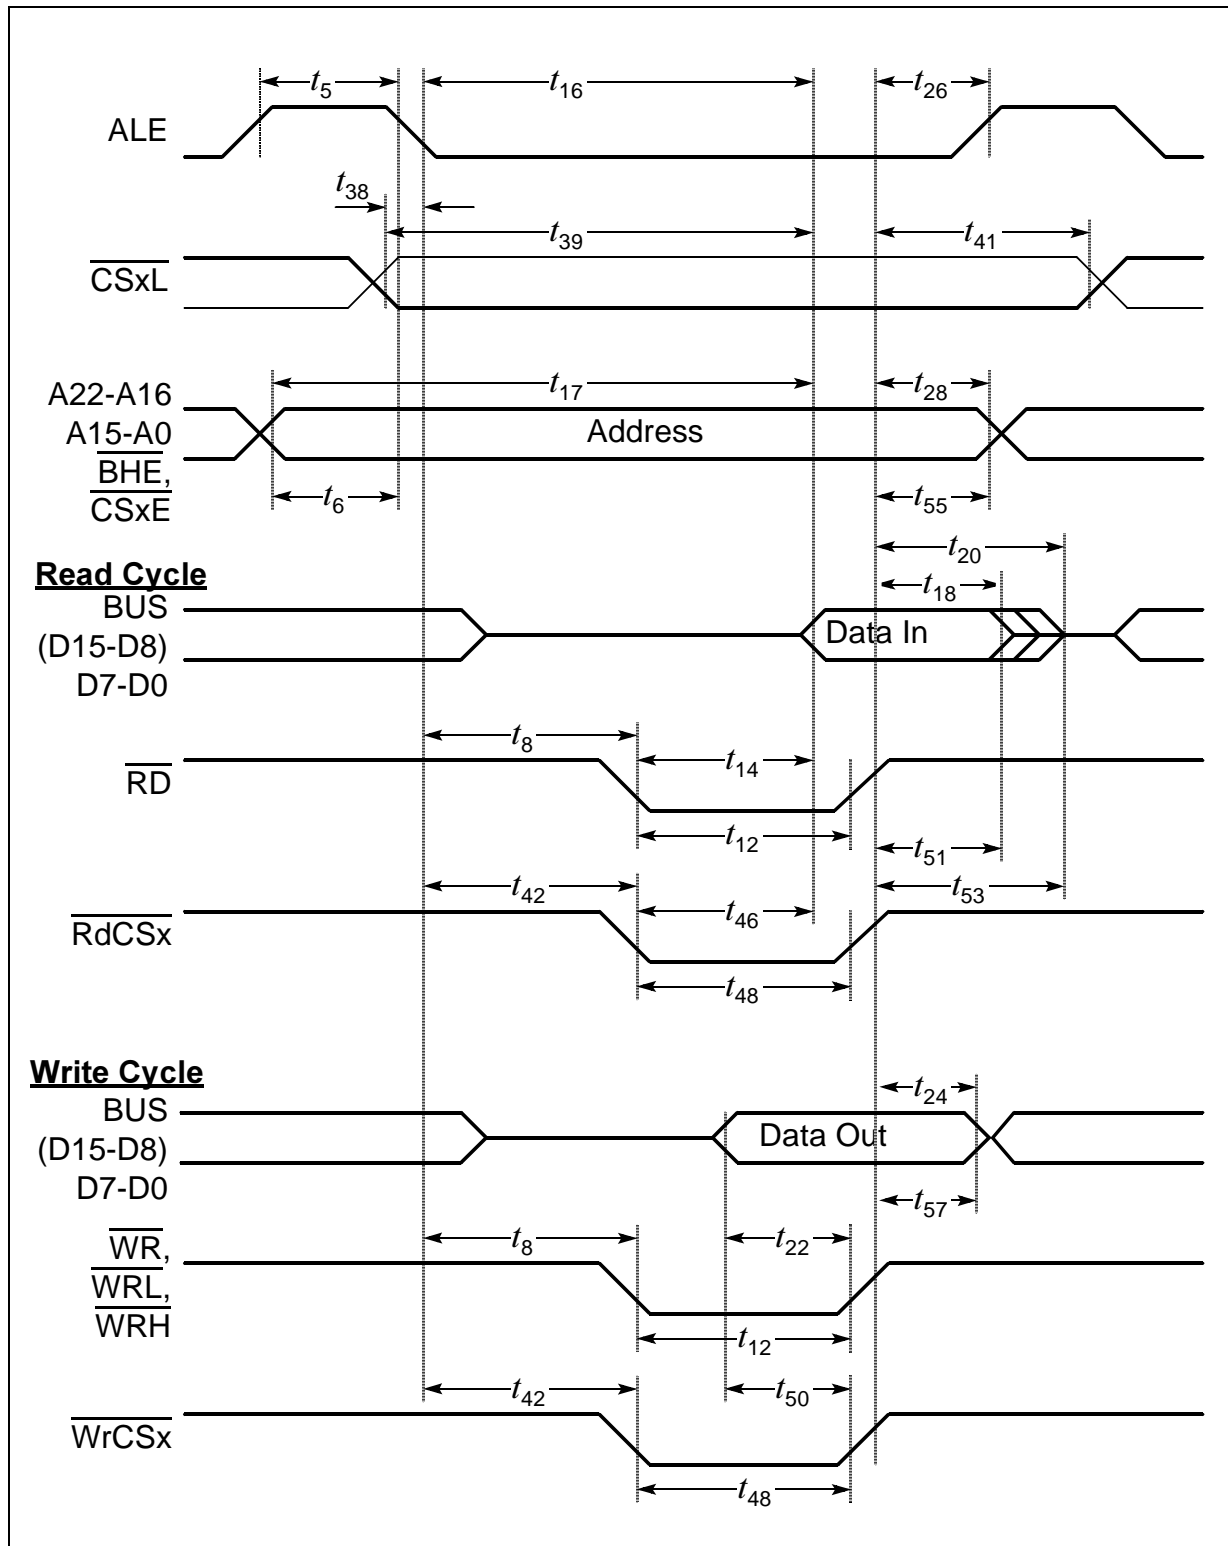 t5 t16 t26
ALE
t38
t39 t41
CSxL
A22-A16 t17 t28
A15-A0 Address
BHE,
CSxE t6 t55
t20
Read Cycle
t18
BUS Data In
(D15-D8)
D7-D0
t8 t14
RD
t12 t51
t42 t46 t53
RdCSx
t48
Write Cycle
t24
BUS Data Out
(D15-D8)
D7-D0 t57
WR, t8 t22
WRL,
WRH t12
t42 t50
WrCSx
t48